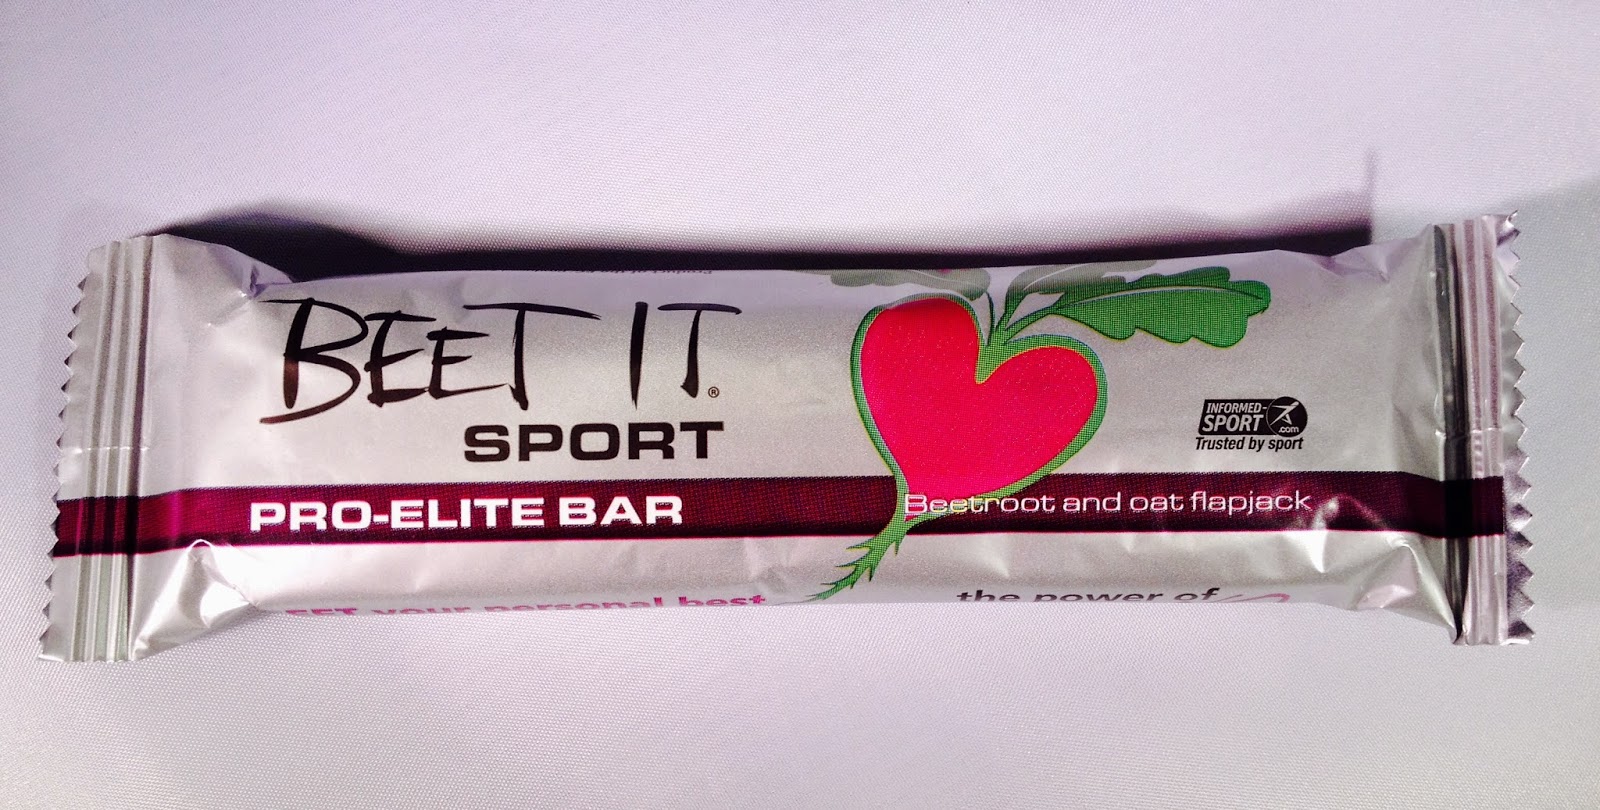 BEET IT®
SPORT
INFORMED-
SPORT
.com
Trusted by sport
PRO-ELITE BAR
Beetroot and oat flapjack
your personal best
the power of